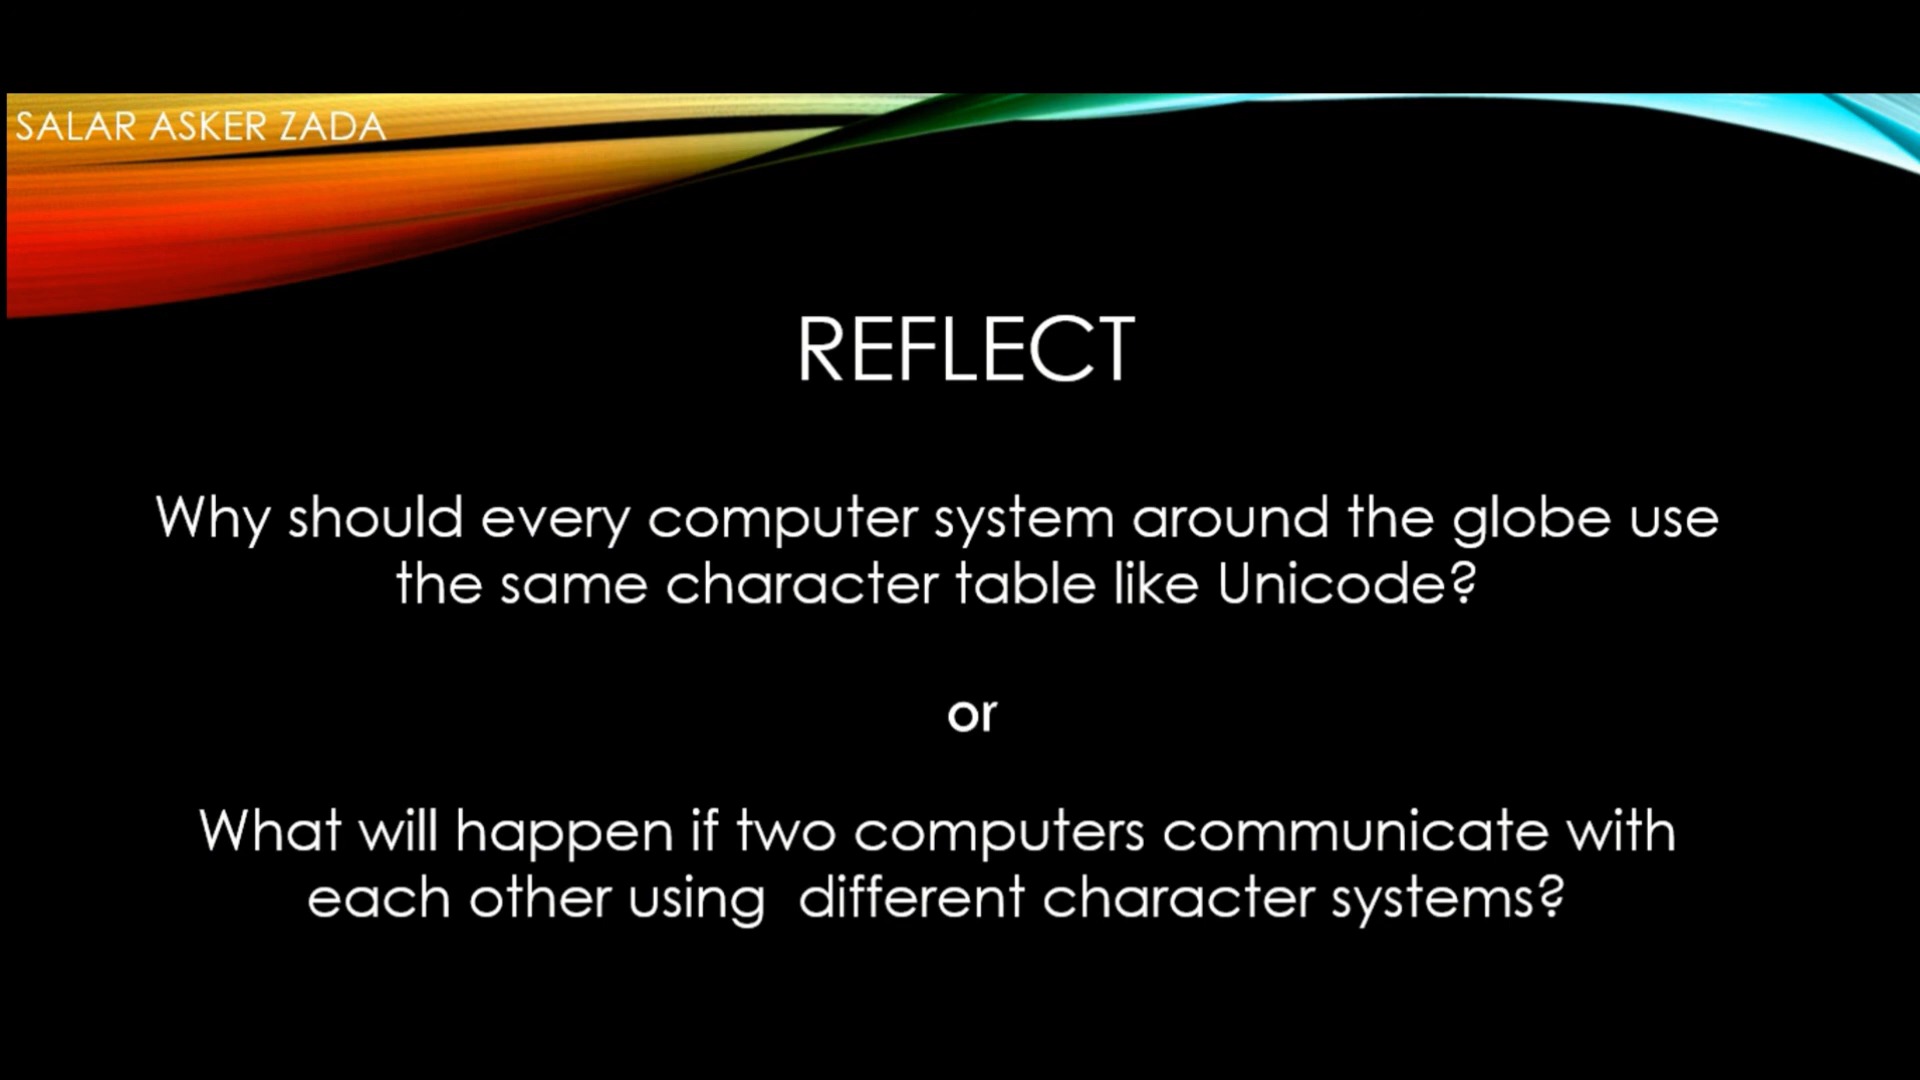 SALAR ASKER ZADA
REFLECT
Why should every computer system around the globe use
the same character table like Unicode?
or
What will happen if two computers communicate with
each other using  different character systems?